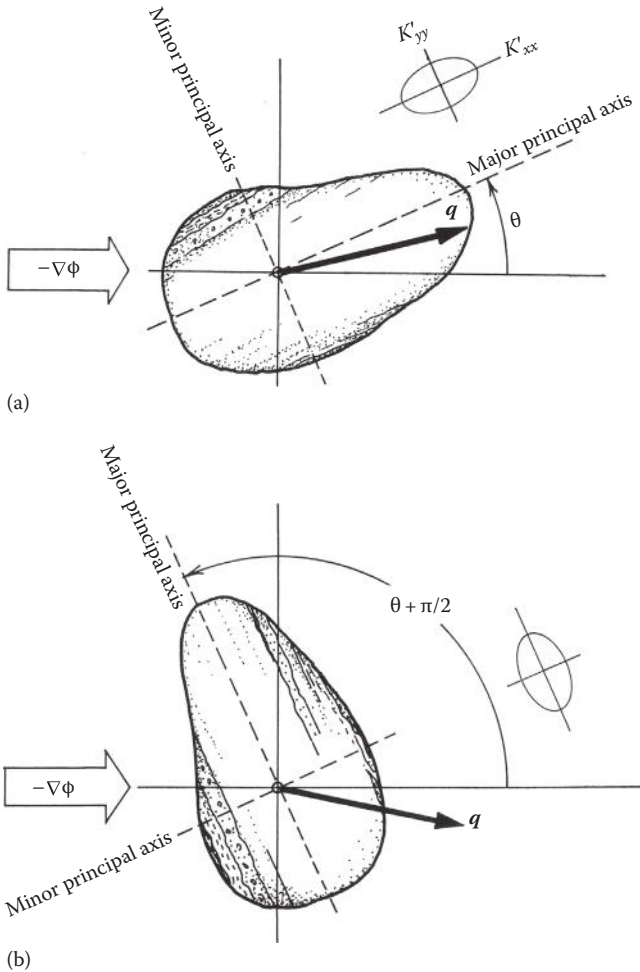 Minor principal axis
K′yy
K′xx
Major principal axis
q
θ
−∇ϕ
(a)
Major principal axis
θ + π/2
−∇ϕ
q
Minor principal axis
(b)